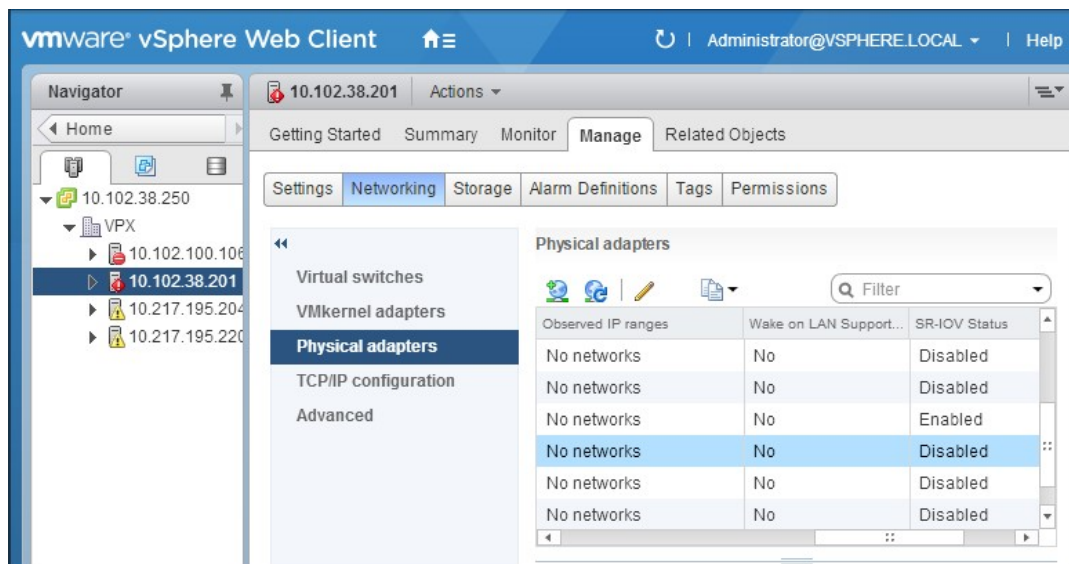 vmware® vSphere Web Client
Administrator@VSPHERE.LOCAL
Help
Navigator
Home
10.102.38.250
VPX
10.102.100.106
10.102.38.201
10.217.195.204
10.217.195.220
10.102.38.201 Actions
Getting Started Summary Monitor Manage Related Objects
Settings Networking Storage Alarm Definitions Tags Permissions
Virtual switches
VMkernel adapters
Physical adapters
TCP/IP configuration
Advanced
Physical adapters
Filter
Observed IP ranges Wake on LAN Support... SR-IOV Status
No networks No Disabled
No networks No Disabled
No networks No Enabled
No networks No Disabled
No networks No Disabled
No networks No Disabled